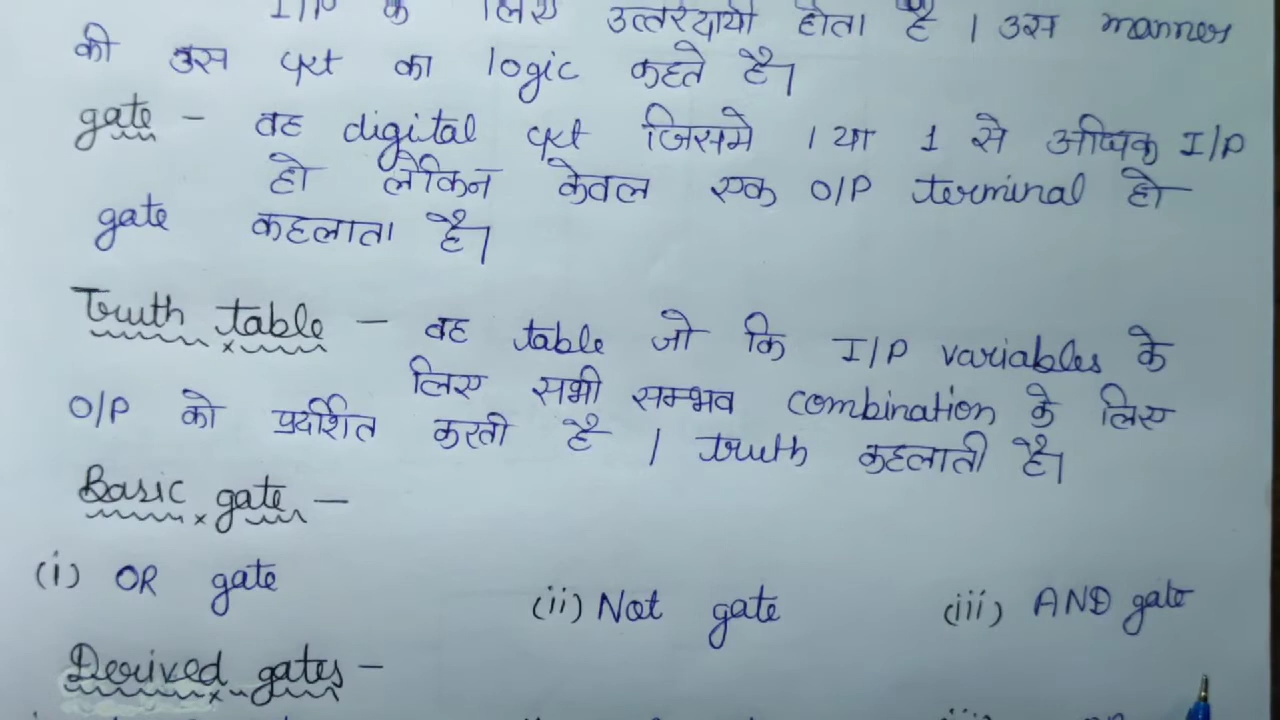 I/P के लिए उत्तरदायी होता है । उस manner
को उस ckt का logic कहते है।
gate - वह digital ckt जिसमे 1 या 1 से अधिक I/P
हो लेकिन केवल एक O/P terminal हो
gate कहलाता है।
Truth table - वह table जो कि I/P variables के
लिए सभी सम्भव combination के लिए
O/P को प्रदर्शित करती है । Truth कहलाती है।
Basic gate -
(i) OR gate (ii) Not gate (iii) AND gate
Derived gates -